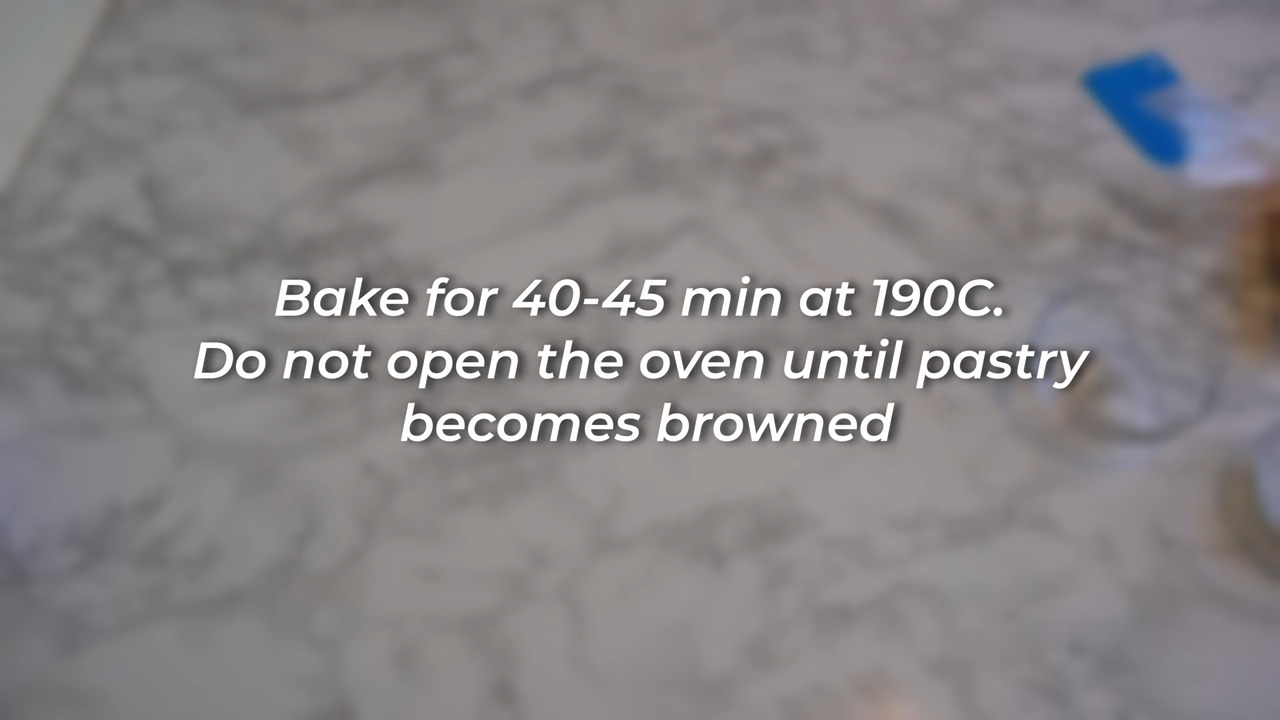 Bake for 40-45 min at 190C.
Do not open the oven until pastry
becomes browned